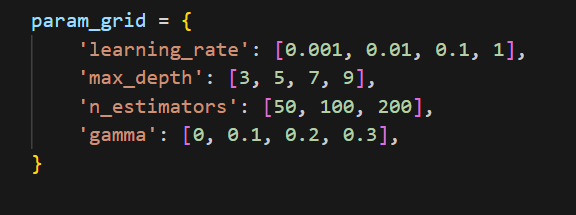 param_grid = {
    'learning_rate': [0.001, 0.01, 0.1, 1],
    'max_depth': [3, 5, 7, 9],
    'n_estimators': [50, 100, 200],
    'gamma': [0, 0.1, 0.2, 0.3],
}